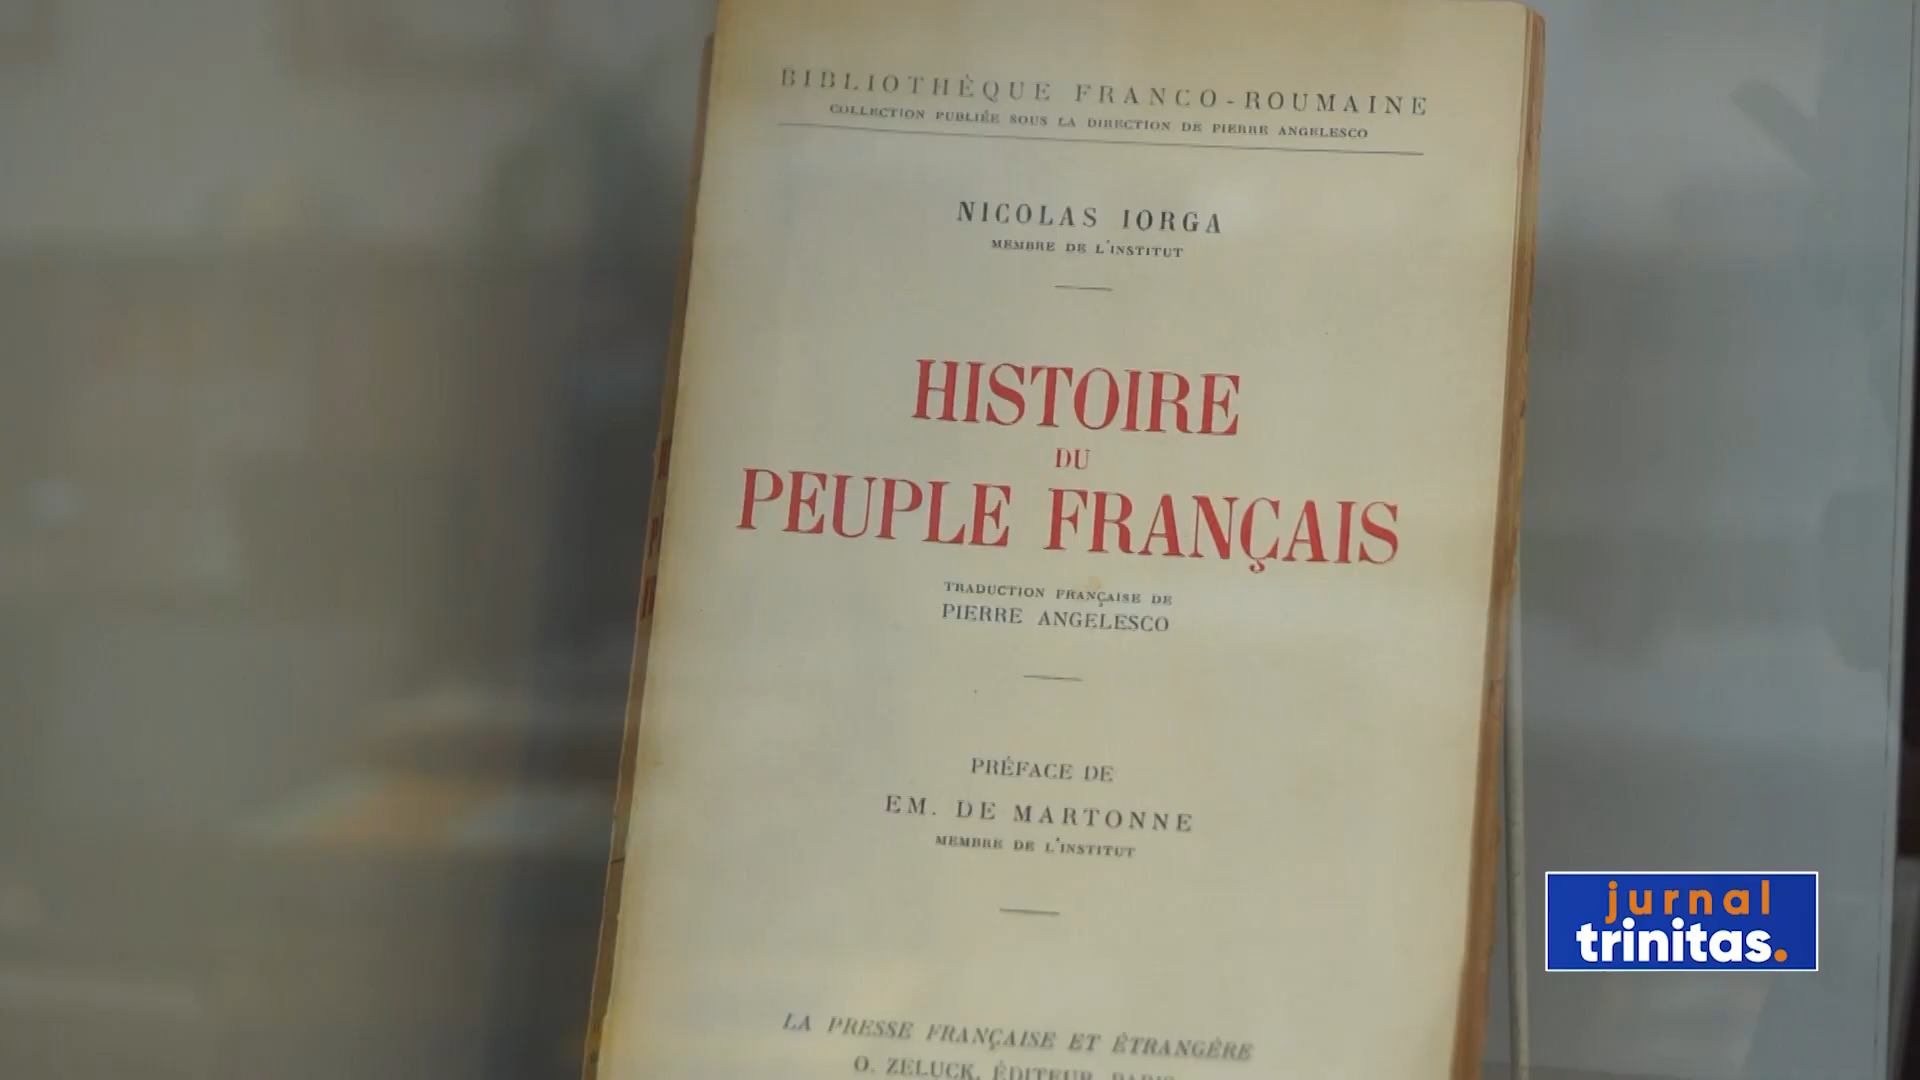 BIBLIOTHÈQUE FRANCO-ROUMAINE
COLLECTION PUBLIÉE SOUS LA DIRECTION DE PIERRE ANGELESCO
NICOLAS IORGA
MEMBRE DE L'INSTITUT
HISTOIRE
DU
PEUPLE FRANÇAIS
TRADUCTION FRANÇAISE DE
PIERRE ANGELESCO
PRÉFACE DE
EM. DE MARTONNE
MEMBRE DE L'INSTITUT
LA PRESSE FRANÇAISE ET ÉTRANGÈRE
O. ZELUCK, ÉDITEUR, PARIS
jurnal
trinitas.